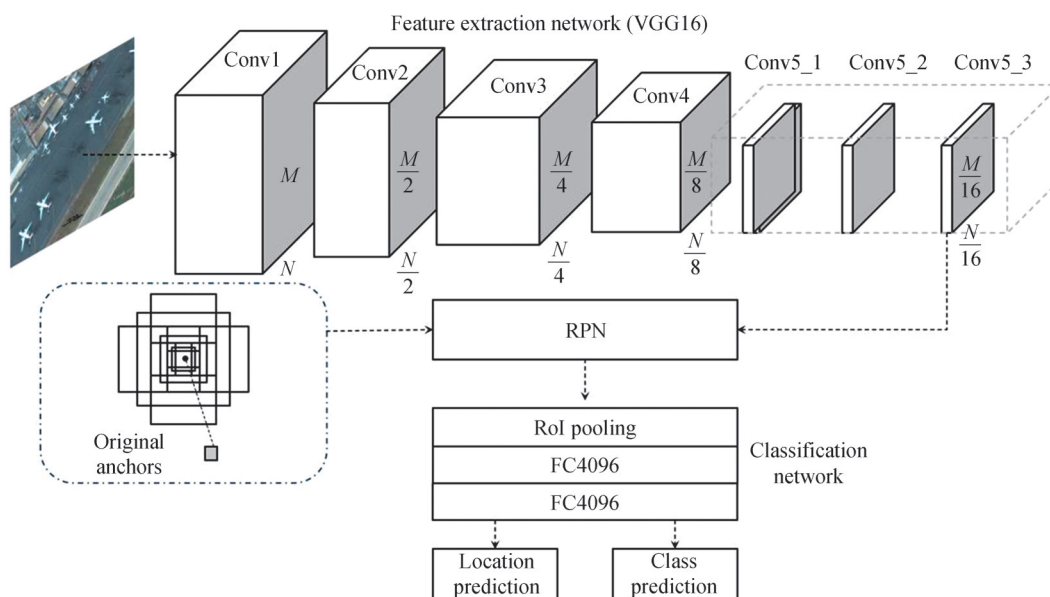 Feature extraction network (VGG16)
Conv1
Conv2
Conv3
Conv4
Conv5_1
Conv5_2
Conv5_3
M
N
M/2
N/2
M/4
N/4
M/8
N/8
M/16
N/16
Original
anchors
RPN
RoI pooling
FC4096
FC4096
Classification
network
Location
prediction
Class
prediction